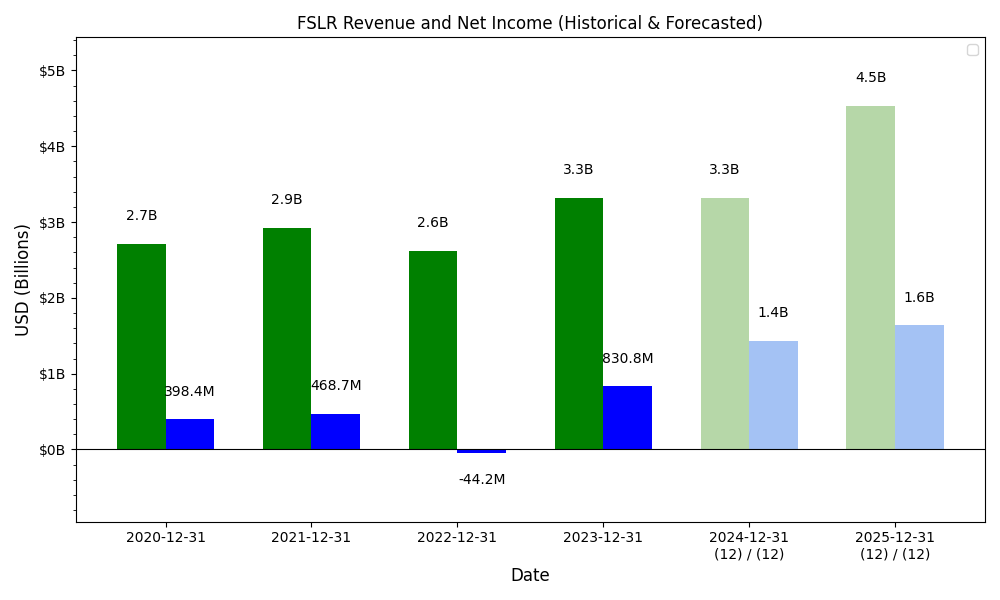 FSLR Revenue and Net Income (Historical & Forecasted)
$5B
$4B
$3B
$2B
$1B
$0B
USD (Billions)
2.7B
398.4M
2.9B
468.7M
2.6B
-44.2M
3.3B
830.8M
3.3B
1.4B
4.5B
1.6B
2020-12-31
2021-12-31
2022-12-31
2023-12-31
2024-12-31
(12) / (12)
2025-12-31
(12) / (12)
Date